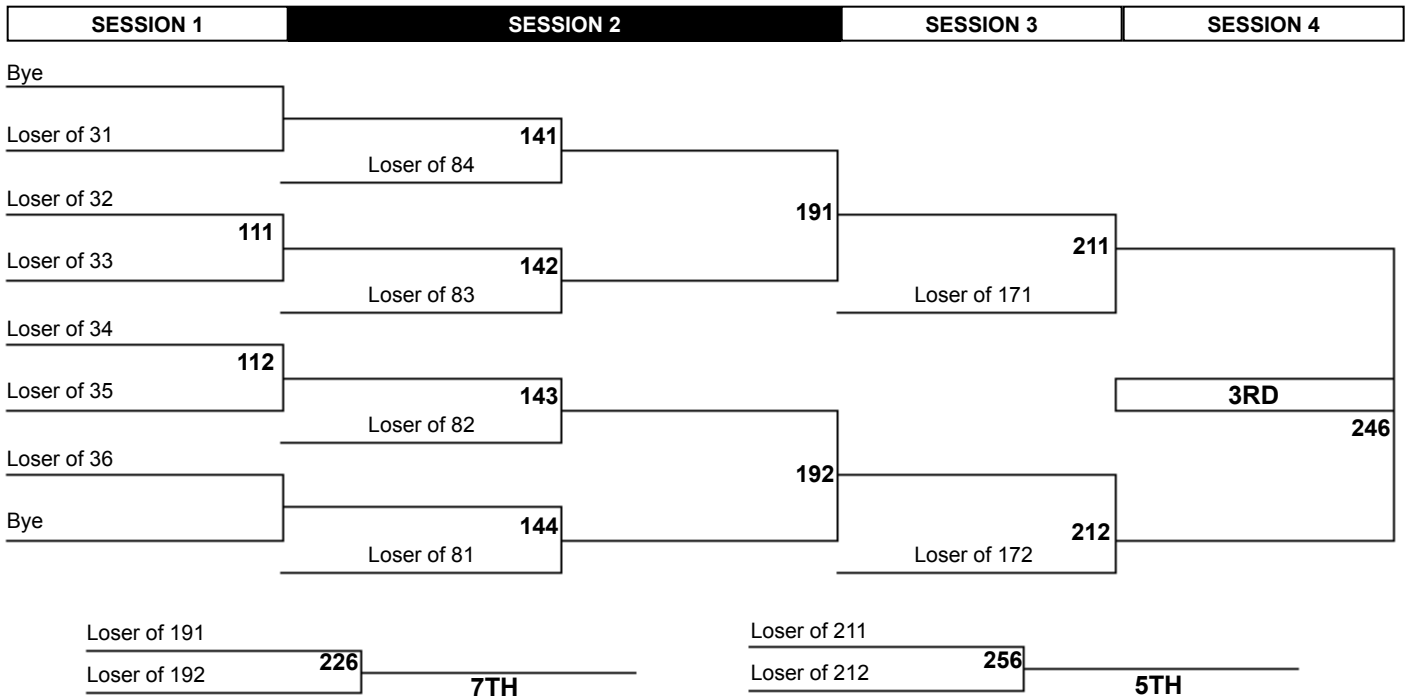 SESSION 1 SESSION 2 SESSION 3 SESSION 4
Bye
Loser of 31
141
Loser of 84
Loser of 32
191
111
211
Loser of 33
142
Loser of 83
Loser of 171
Loser of 34
112
Loser of 35
143
3RD
Loser of 82
246
Loser of 36
192
Bye
144
212
Loser of 81
Loser of 172
Loser of 191
226
Loser of 192
7TH
Loser of 211
256
Loser of 212
5TH